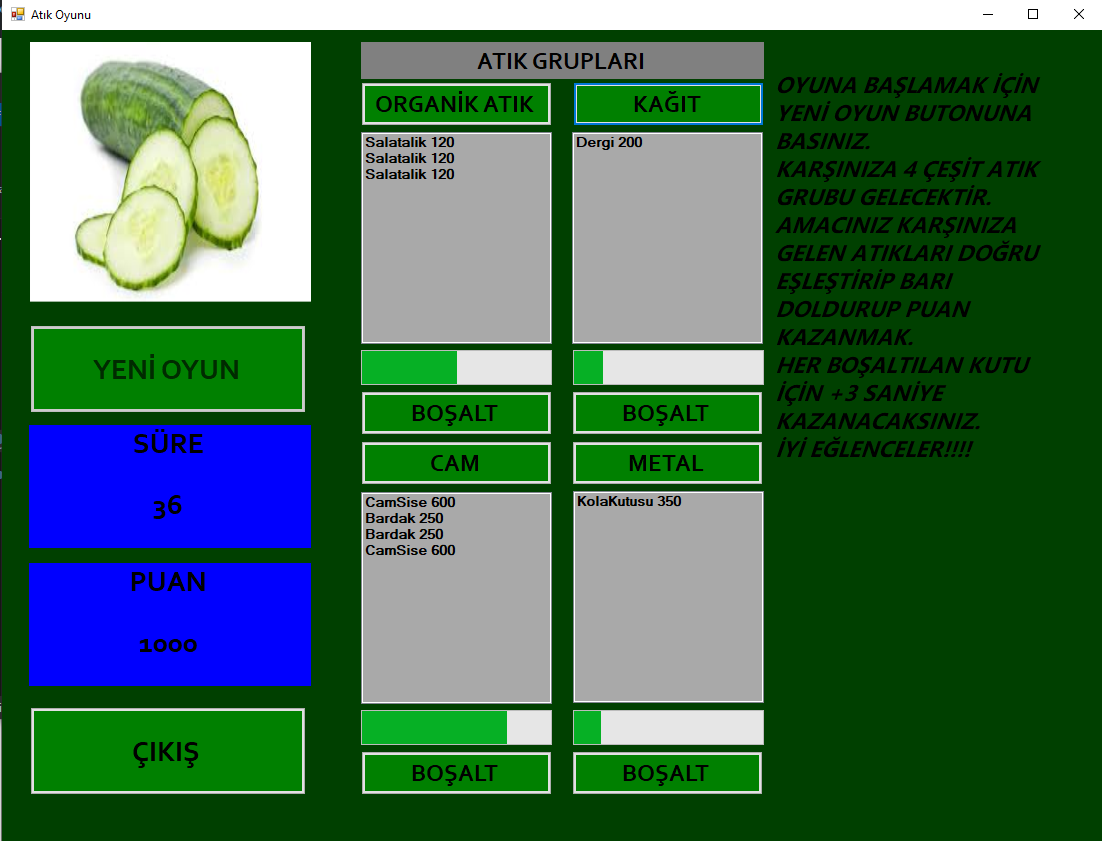 Atık Oyunu
YENİ OYUN
SÜRE
36
PUAN
1000
ÇIKIŞ
ATIK GRUPLARI
ORGANİK ATIK
Salatalik 120
Salatalik 120
Salatalik 120
BOŞALT
KAĞIT
Dergi 200
BOŞALT
CAM
CamSise 600
Bardak 250
Bardak 250
CamSise 600
BOŞALT
METAL
KolaKutusu 350
BOŞALT
OYUNA BAŞLAMAK İÇİN
YENİ OYUN BUTONUNA
BASINIZ.
KARŞINIZA 4 ÇEŞİT ATIK
GRUBU GELECEKTİR.
AMACINIZ KARŞINIZA
GELEN ATIKLARI DOĞRU
EŞLEŞTİRİP BARI
DOLDURUP PUAN
KAZANMAK.
HER BOŞALTILAN KUTU
İÇİN +3 SANİYE
KAZANACAKSINIZ.
İYİ EĞLENCELER!!!!